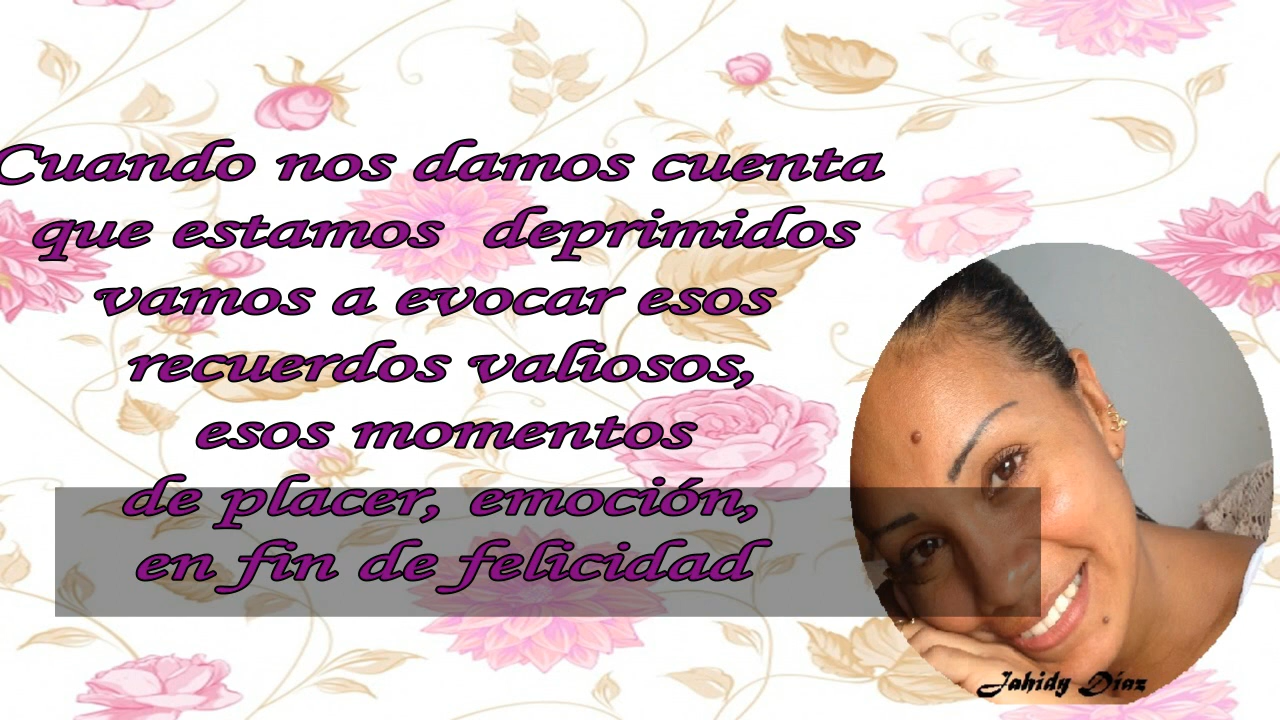 Cuando nos damos cuenta
que estamos deprimidos
vamos a evocar esos
recuerdos valiosos,
esos momentos
de placer, emoción,
en fin de felicidad
Jahidy Díaz